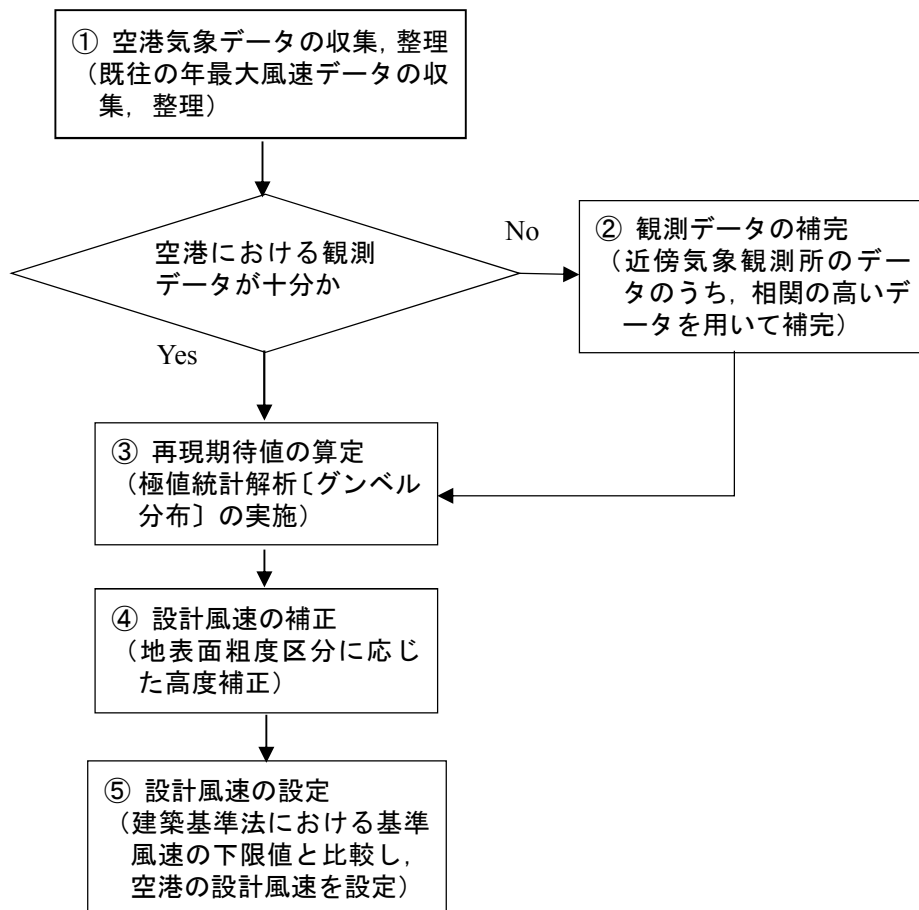 ① 空港気象データの収集，整理
（既往の年最大風速データの収
集，整理）
空港における観測
データが十分か
No
② 観測データの補完
（近傍気象観測所のデー
タのうち，相関の高いデ
ータを用いて補完）
Yes
③ 再現期待値の算定
（極値統計解析〔グンベル
分布〕の実施）
④ 設計風速の補正
（地表面粗度区分に応じ
た高度補正）
⑤ 設計風速の設定
（建築基準法における基準
風速の下限値と比較し，
空港の設計風速を設定）